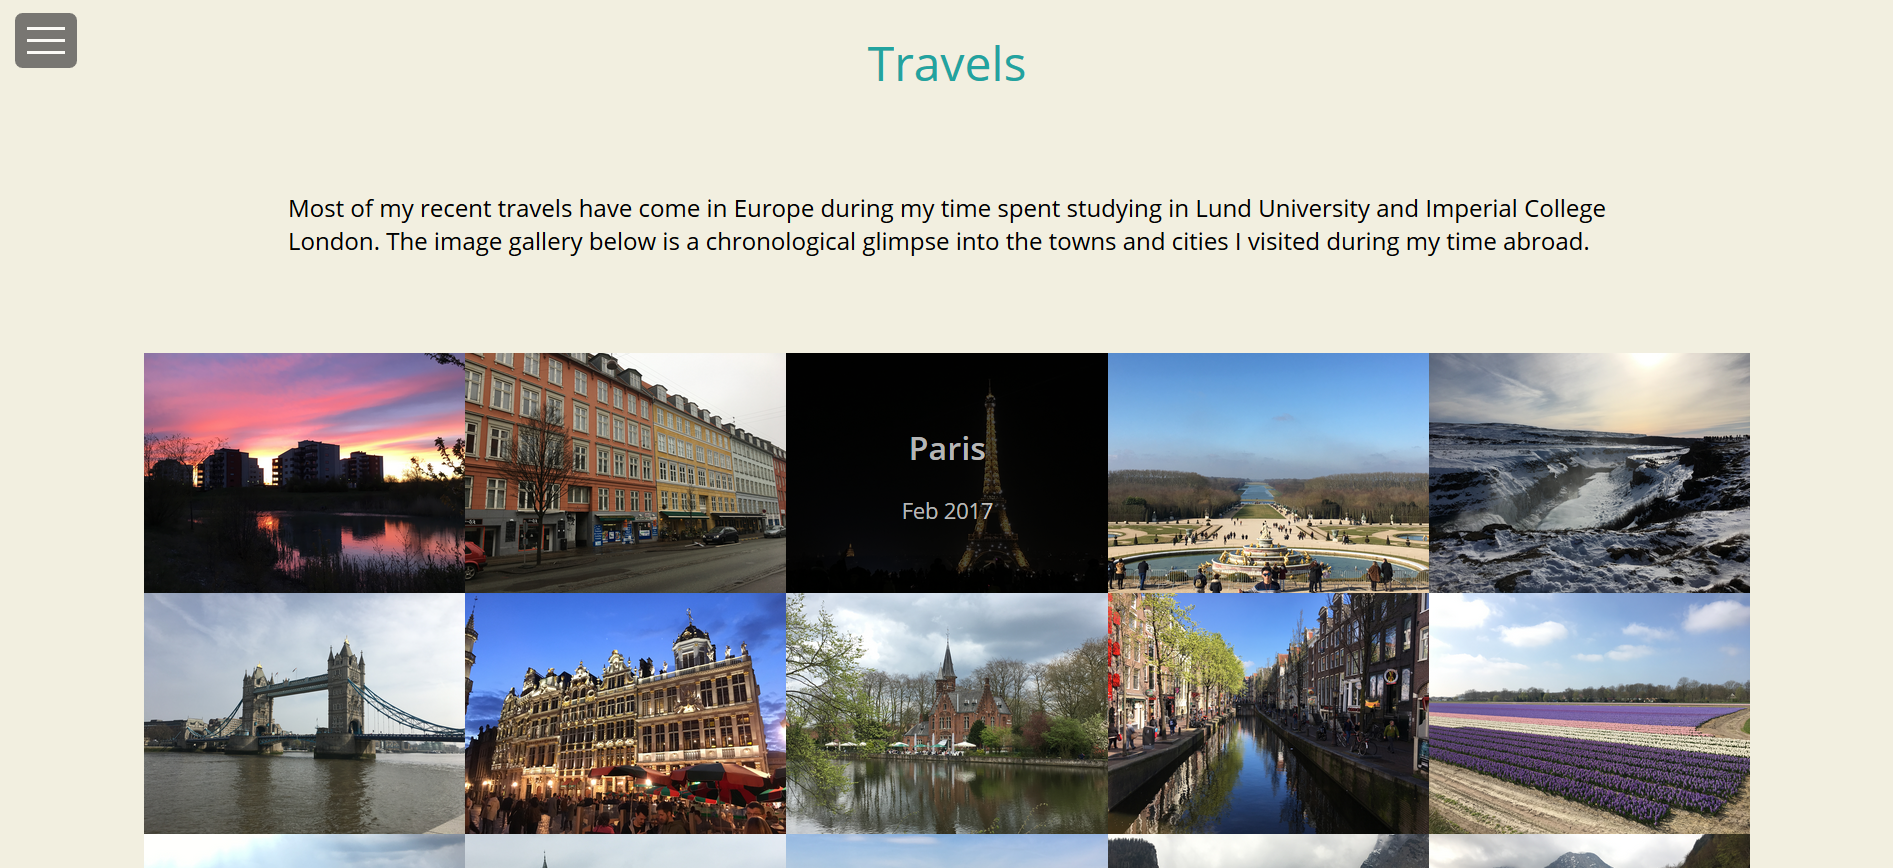 Travels
Most of my recent travels have come in Europe during my time spent studying in Lund University and Imperial College
London. The image gallery below is a chronological glimpse into the towns and cities I visited during my time abroad.
Paris
Feb 2017